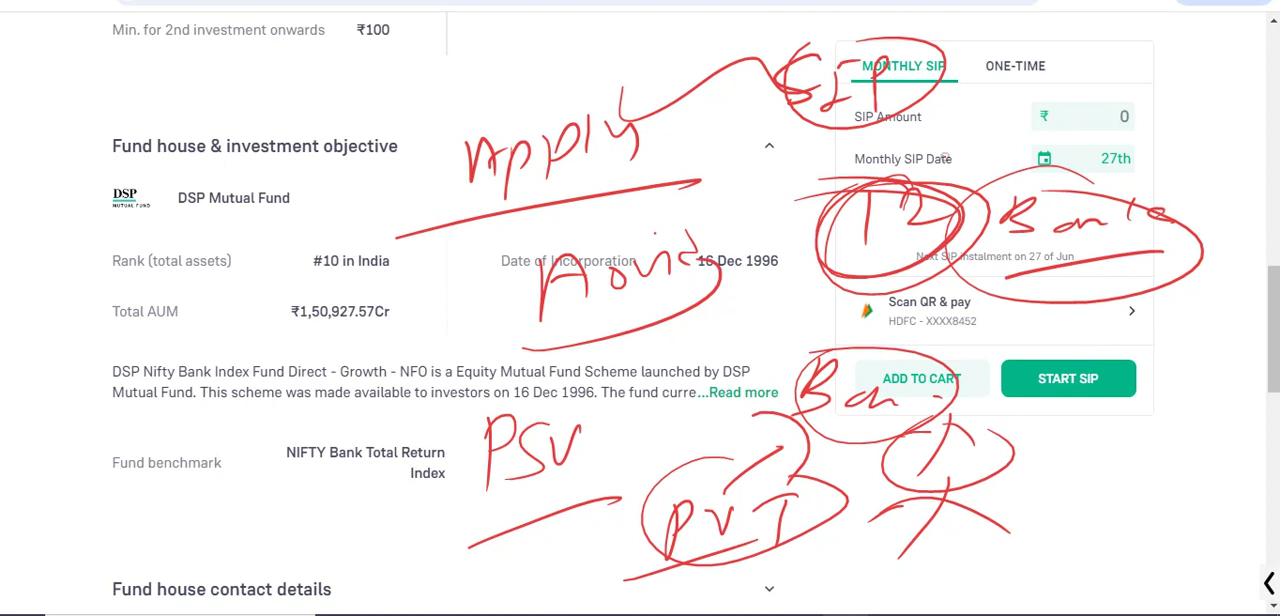 Min. for 2nd investment onwards ₹100
MONTHLY SIP ONE-TIME
SIP
SIP Amount ₹ 0
Apply
Fund house & investment objective
Monthly SIP Date 27th
DSP
MUTUAL FUND
DSP Mutual Fund
12 Bank
Rank (total assets) #10 in India
Date of Incorporation 16 Dec 1996
Next SIP instalment on 27 of Jun
Avoid
Total AUM ₹1,50,927.57Cr
Scan QR & pay
HDFC - XXXX8452
DSP Nifty Bank Index Fund Direct - Growth - NFO is a Equity Mutual Fund Scheme launched by DSP
Mutual Fund. This scheme was made available to investors on 16 Dec 1996. The fund curre...Read more
ADD TO CART START SIP
Ban
PSU
Fund benchmark NIFTY Bank Total Return
Index
PVT
Fund house contact details